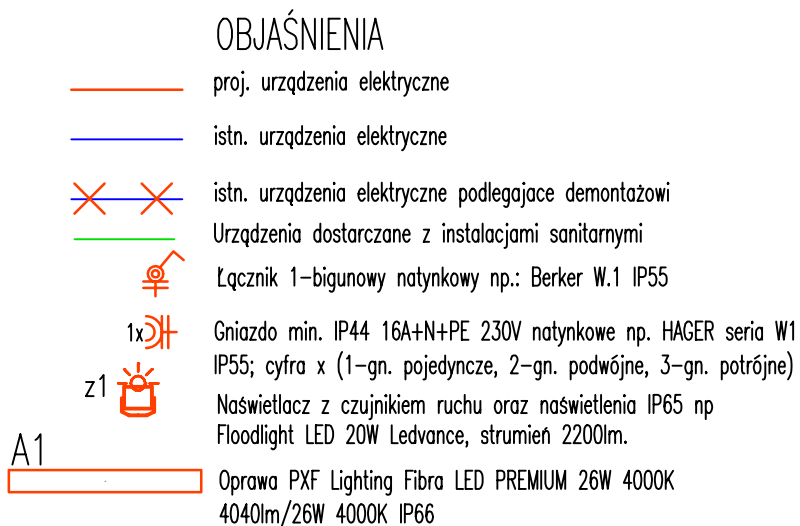 OBJAŚNIENIA
proj. urządzenia elektryczne
istn. urządzenia elektryczne
istn. urządzenia elektryczne podlegajace demontażowi
Urządzenia dostarczane z instalacjami sanitarnymi
Łącznik 1-bigunowy natynkowy np.: Berker W.1 IP55
1x Gniazdo min. IP44 16A+N+PE 230V natynkowe np. HAGER seria W1
IP55; cyfra x (1-gn. pojedyncze, 2-gn. podwójne, 3-gn. potrójne)
z1
Naświetlacz z czujnikiem ruchu oraz naświetlenia IP65 np
Floodlight LED 20W Ledvance, strumień 2200lm.
A1
Oprawa PXF Lighting Fibra LED PREMIUM 26W 4000K
4040lm/26W 4000K IP66